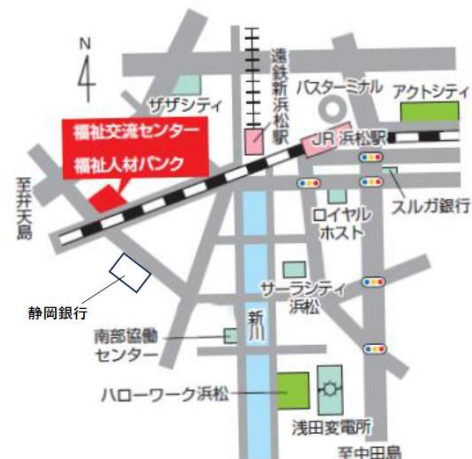 N
遠鉄新浜松駅
バスターミナル
アクトシティ
ザザシティ
福祉交流センター
福祉人材バンク
JR 浜松駅
至弁天島
ロイヤル
ホスト
スルガ銀行
静岡銀行
サーラシティ
浜松
新川
南部協働
センター
ハローワーク浜松
浅田変電所
至中田島